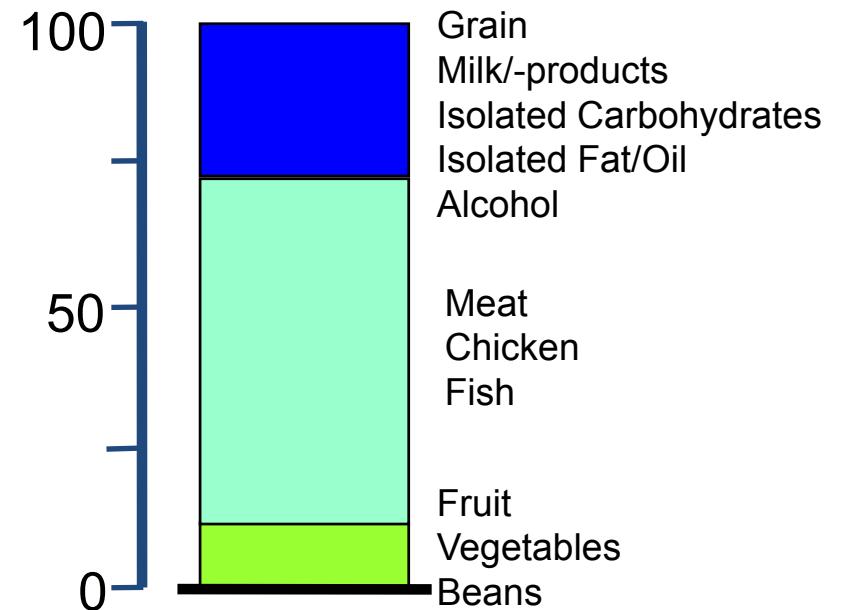 100
50
0
Grain
Milk/-products
Isolated Carbohydrates
Isolated Fat/Oil
Alcohol
Meat
Chicken
Fish
Fruit
Vegetables
Beans